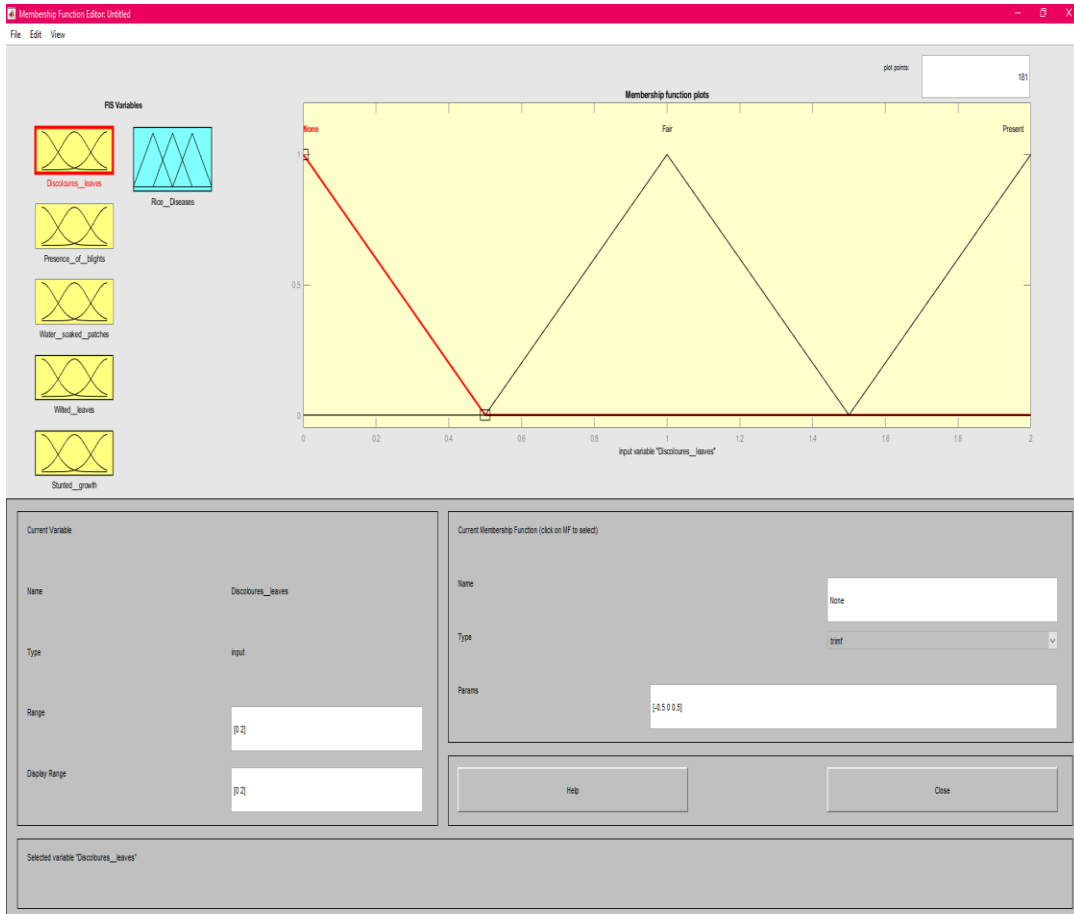 Membership Function Editor: Untitled
File Edit View
plot points:
181
FIS Variables
Membership function plots
Discoloures__leaves
Rice__Diseases
Presence__of__blights
Water__soaked__patches
Wilted__leaves
Stunted__growth
None
Fair
Present
1
0.5
0
0 0.2 0.4 0.6 0.8 1 1.2 1.4 1.6 1.8 2
input variable "Discoloures__leaves"
Current Variable
Name Discoloures__leaves
Type input
Range [0 2]
Display Range [0 2]
Current Membership Function (click on MF to select)
Name None
Type trimf
Params [-0.5 0 0.5]
Help
Close
Selected variable "Discoloures__leaves"